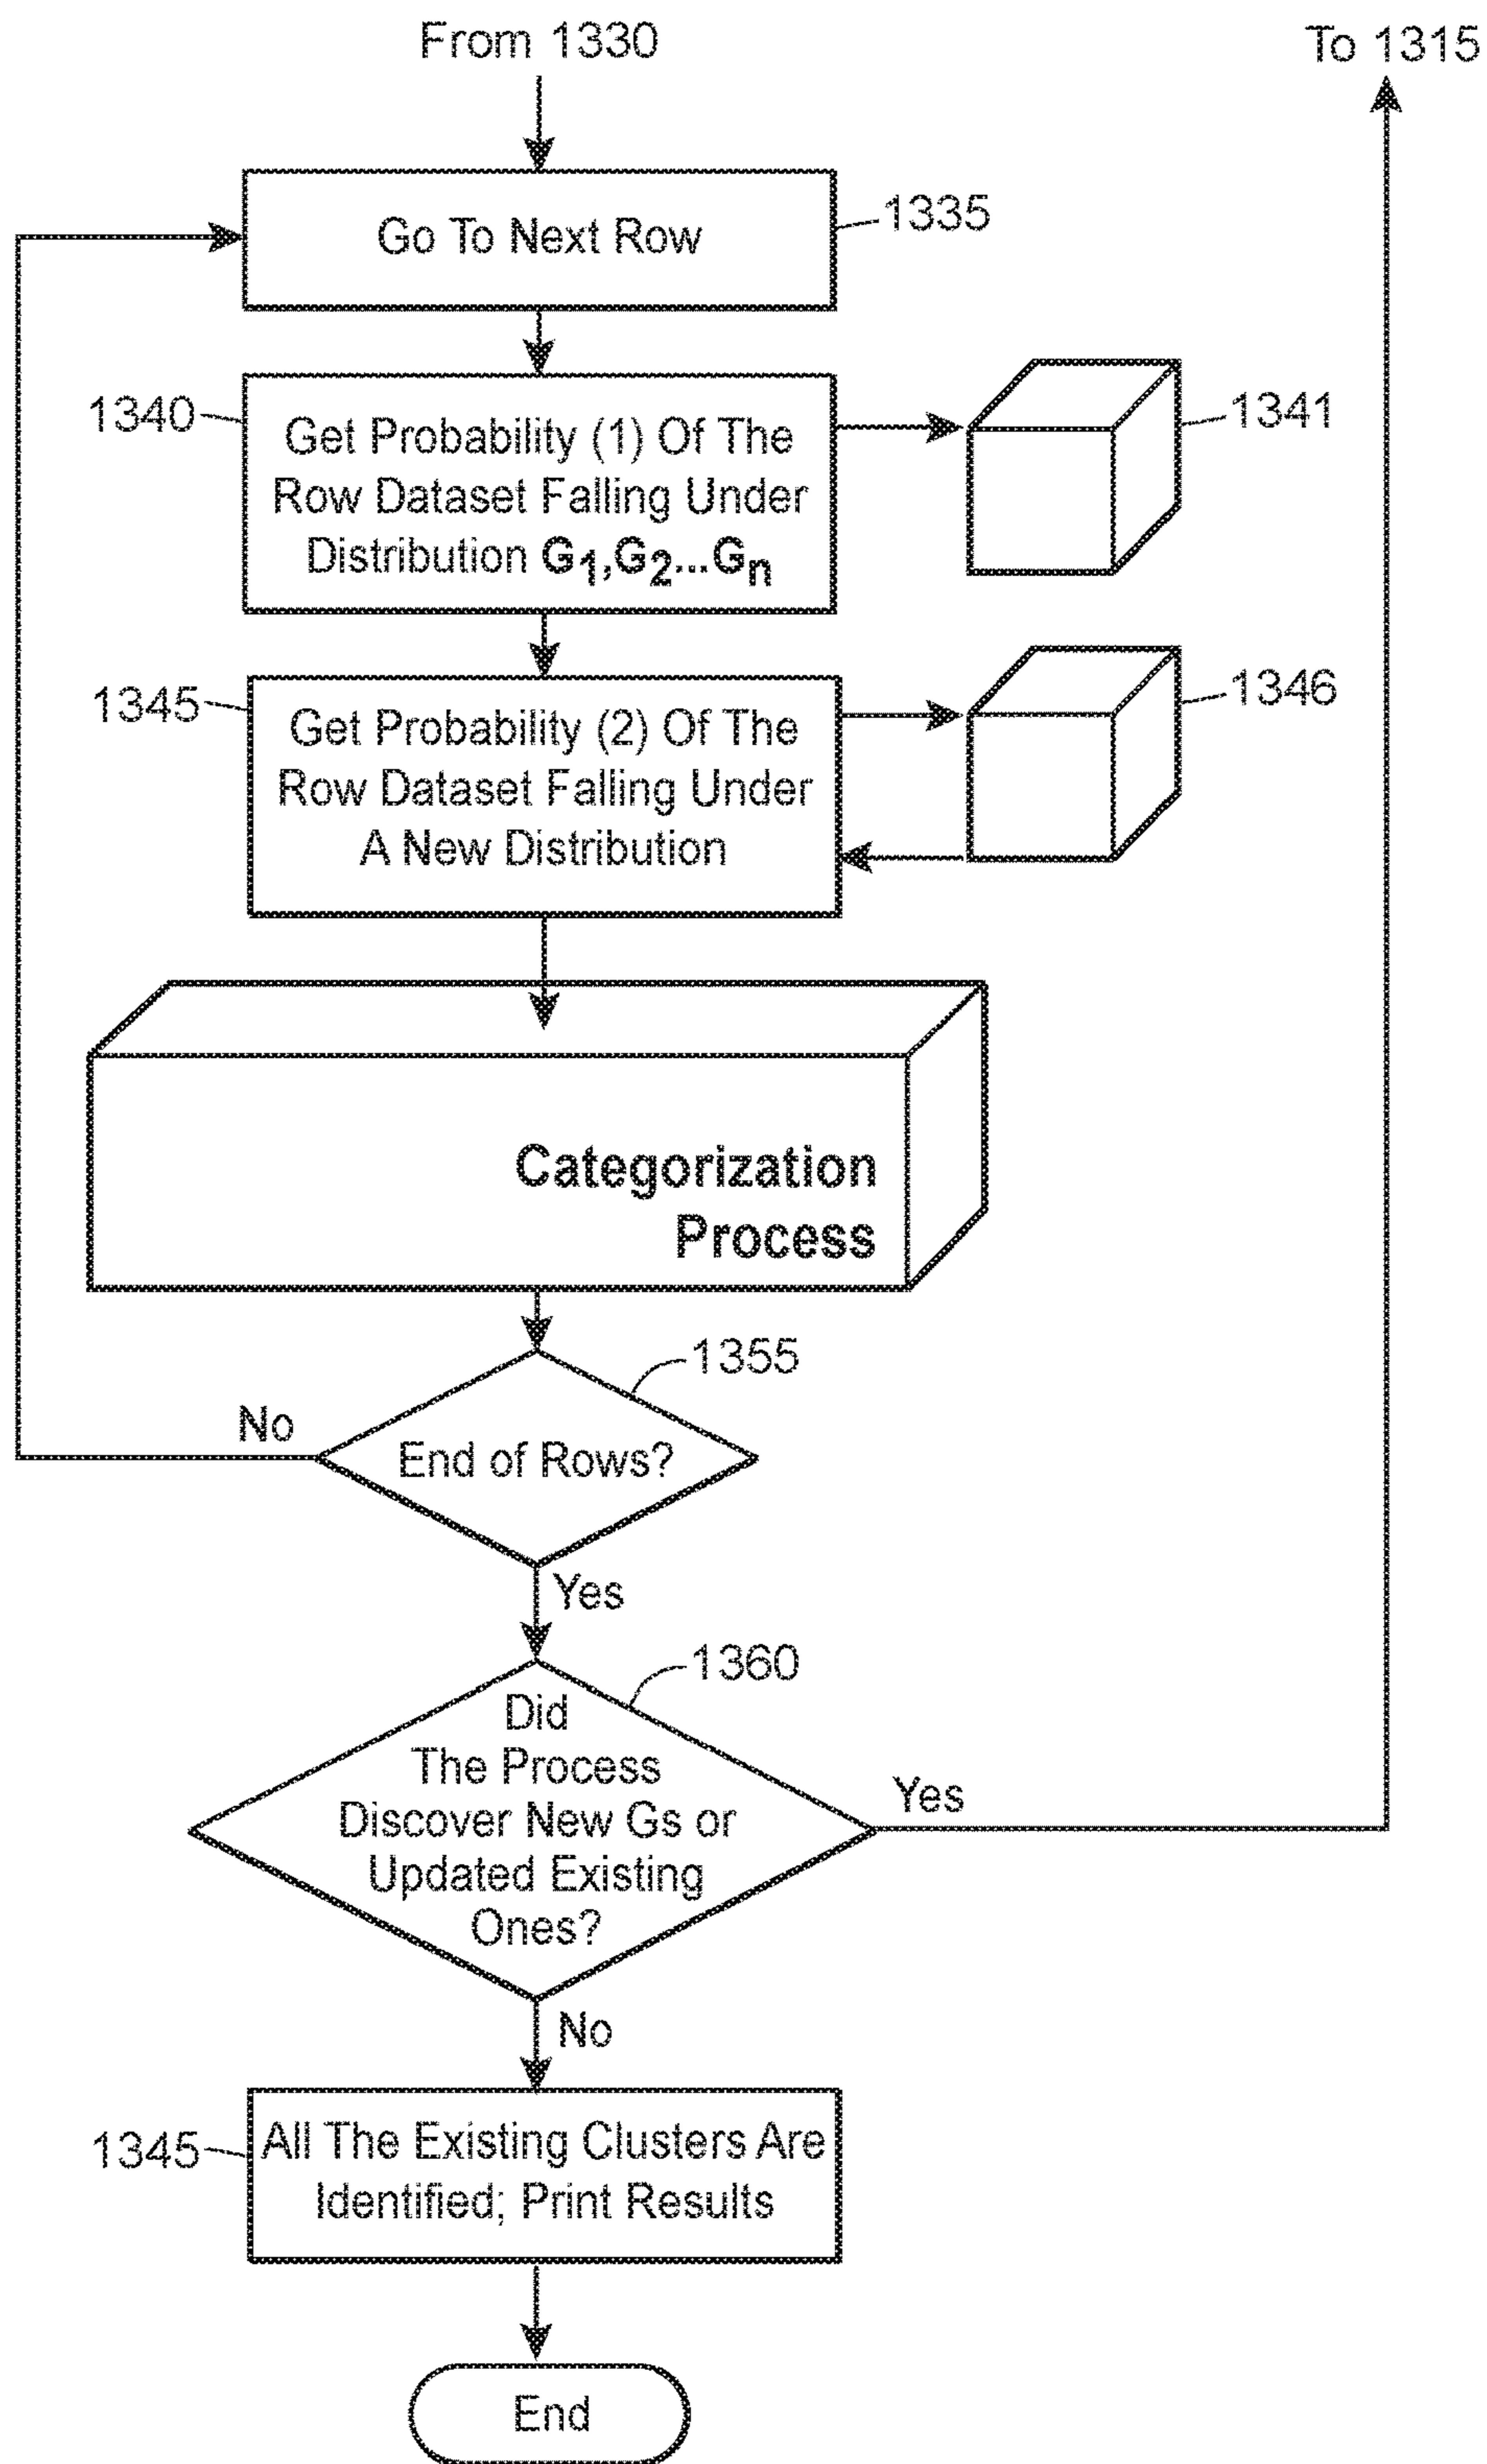 From 1330
To 1315
Go To Next Row
1335
1340
Get Probability (1) Of The
Row Dataset Falling Under
Distribution G1,G2...Gn
1341
1345
Get Probability (2) Of The
Row Dataset Falling Under
A New Distribution
1346
Categorization
Process
1355
No
End of Rows?
Yes
1360
Did
The Process
Discover New Gs or
Updated Existing
Ones?
Yes
No
1345
All The Existing Clusters Are
Identified; Print Results
End